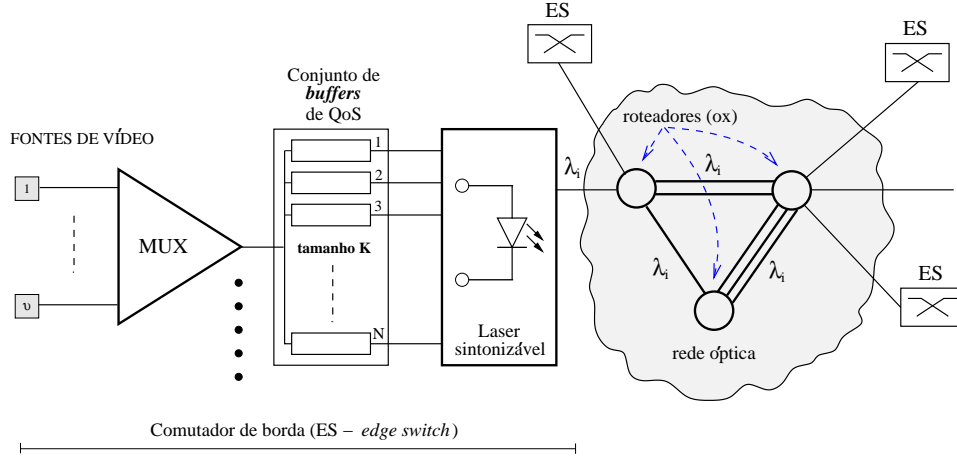 ES
ES
Conjunto de
buffers
de QoS
FONTES DE VÍDEO
roteadores (ox)
1
2
3
N
1
υ
MUX
tamanho K
λi
λi
λi
λi
Laser
sintonizável
ES
rede óptica
Comutador de borda (ES – edge switch)